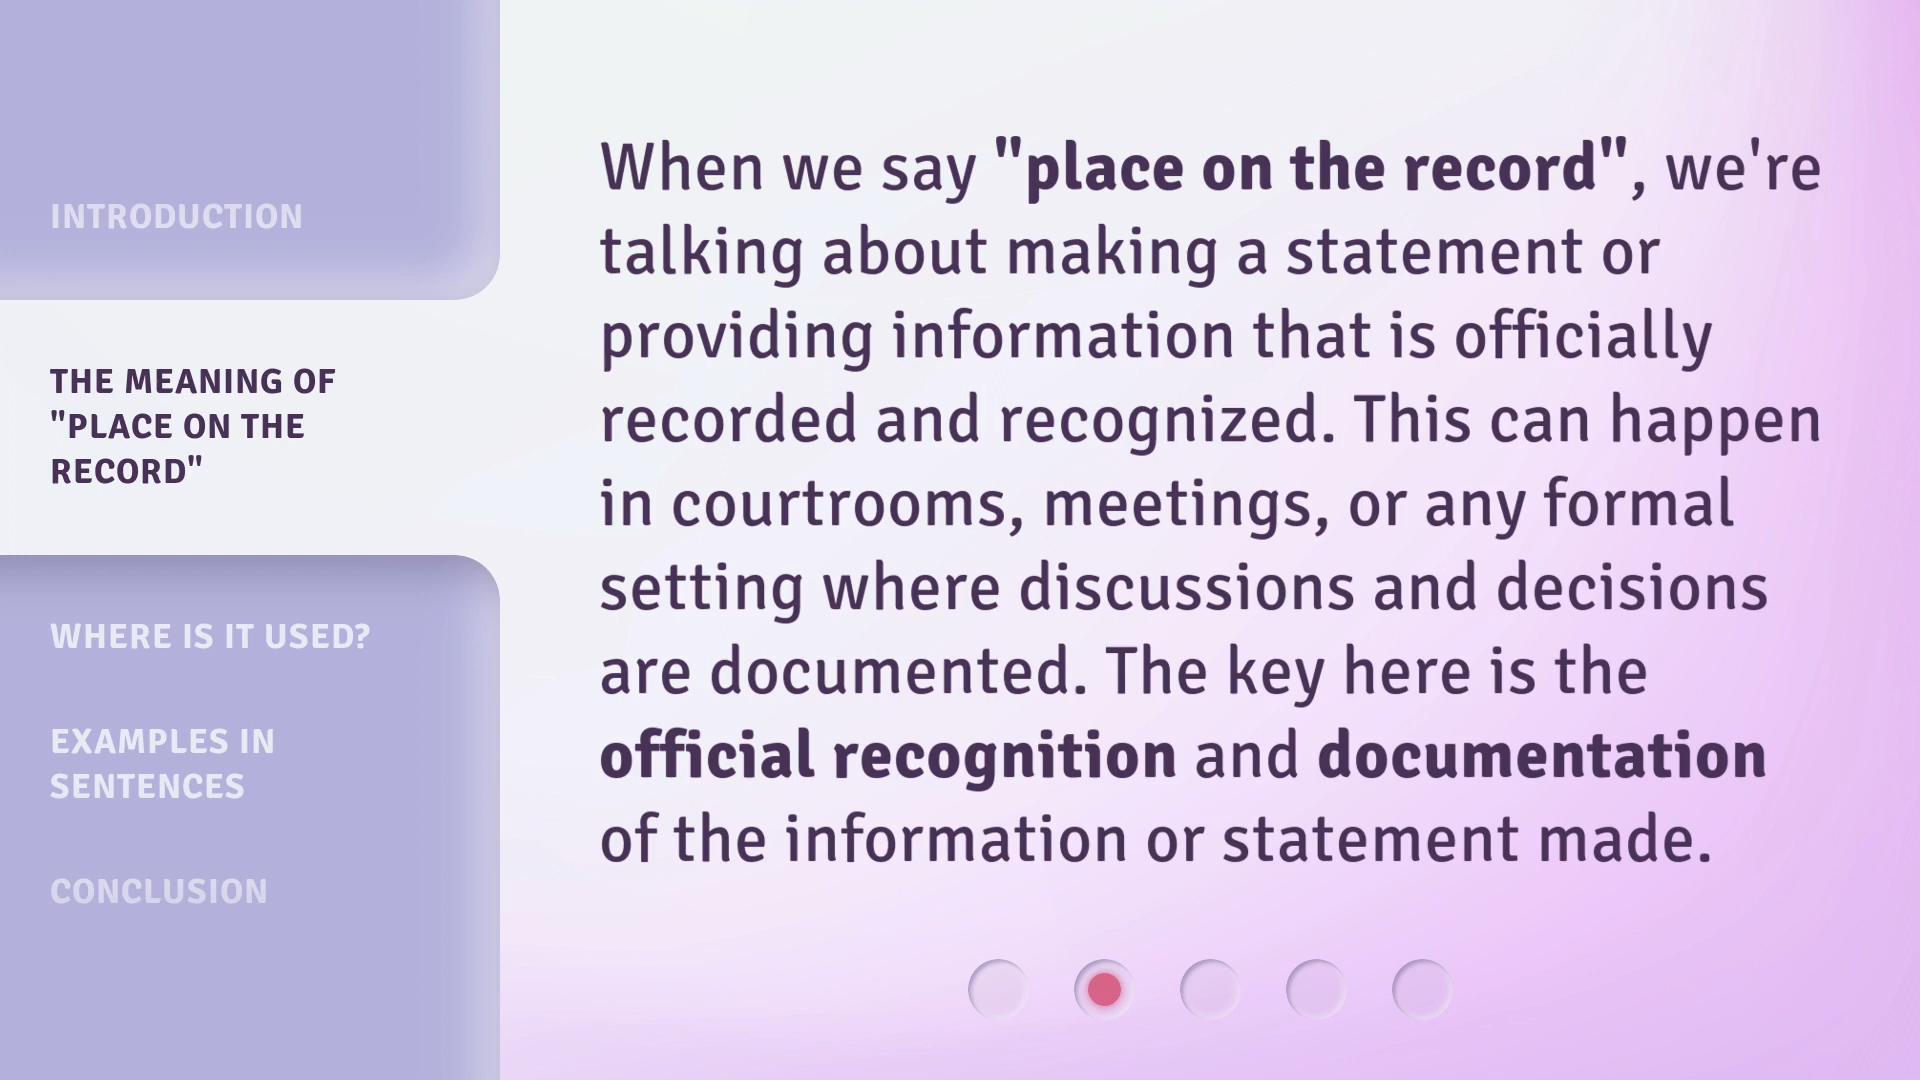 INTRODUCTION
THE MEANING OF
"PLACE ON THE
RECORD"
WHERE IS IT USED?
EXAMPLES IN
SENTENCES
CONCLUSION
When we say "place on the record", we're
talking about making a statement or
providing information that is officially
recorded and recognized. This can happen
in courtrooms, meetings, or any formal
setting where discussions and decisions
are documented. The key here is the
official recognition and documentation
of the information or statement made.